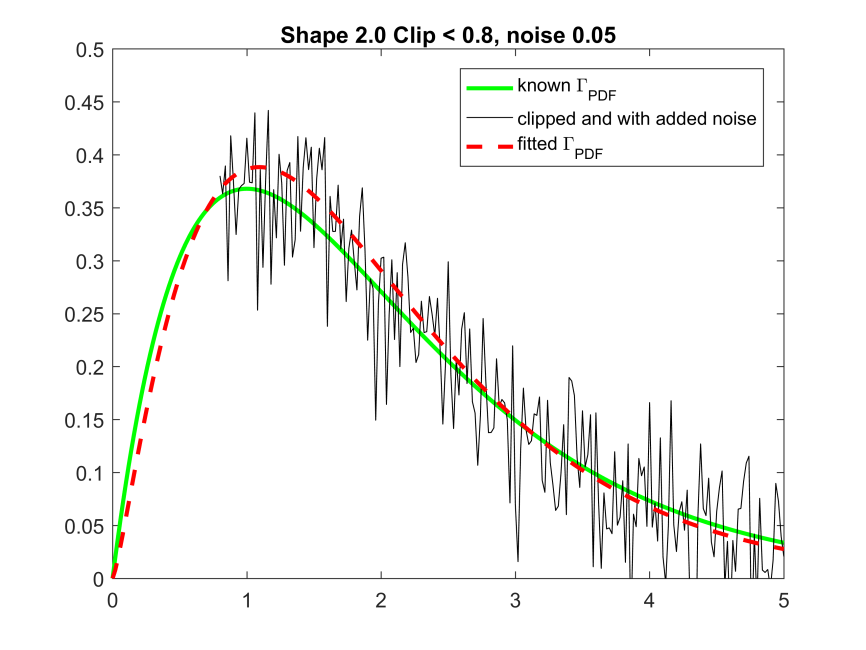 Shape 2.0 Clip < 0.8, noise 0.05
0.5
0.45
0.4
0.35
0.3
0.25
0.2
0.15
0.1
0.05
0
known ΓPDF
clipped and with added noise
fitted ΓPDF
0 1 2 3 4 5